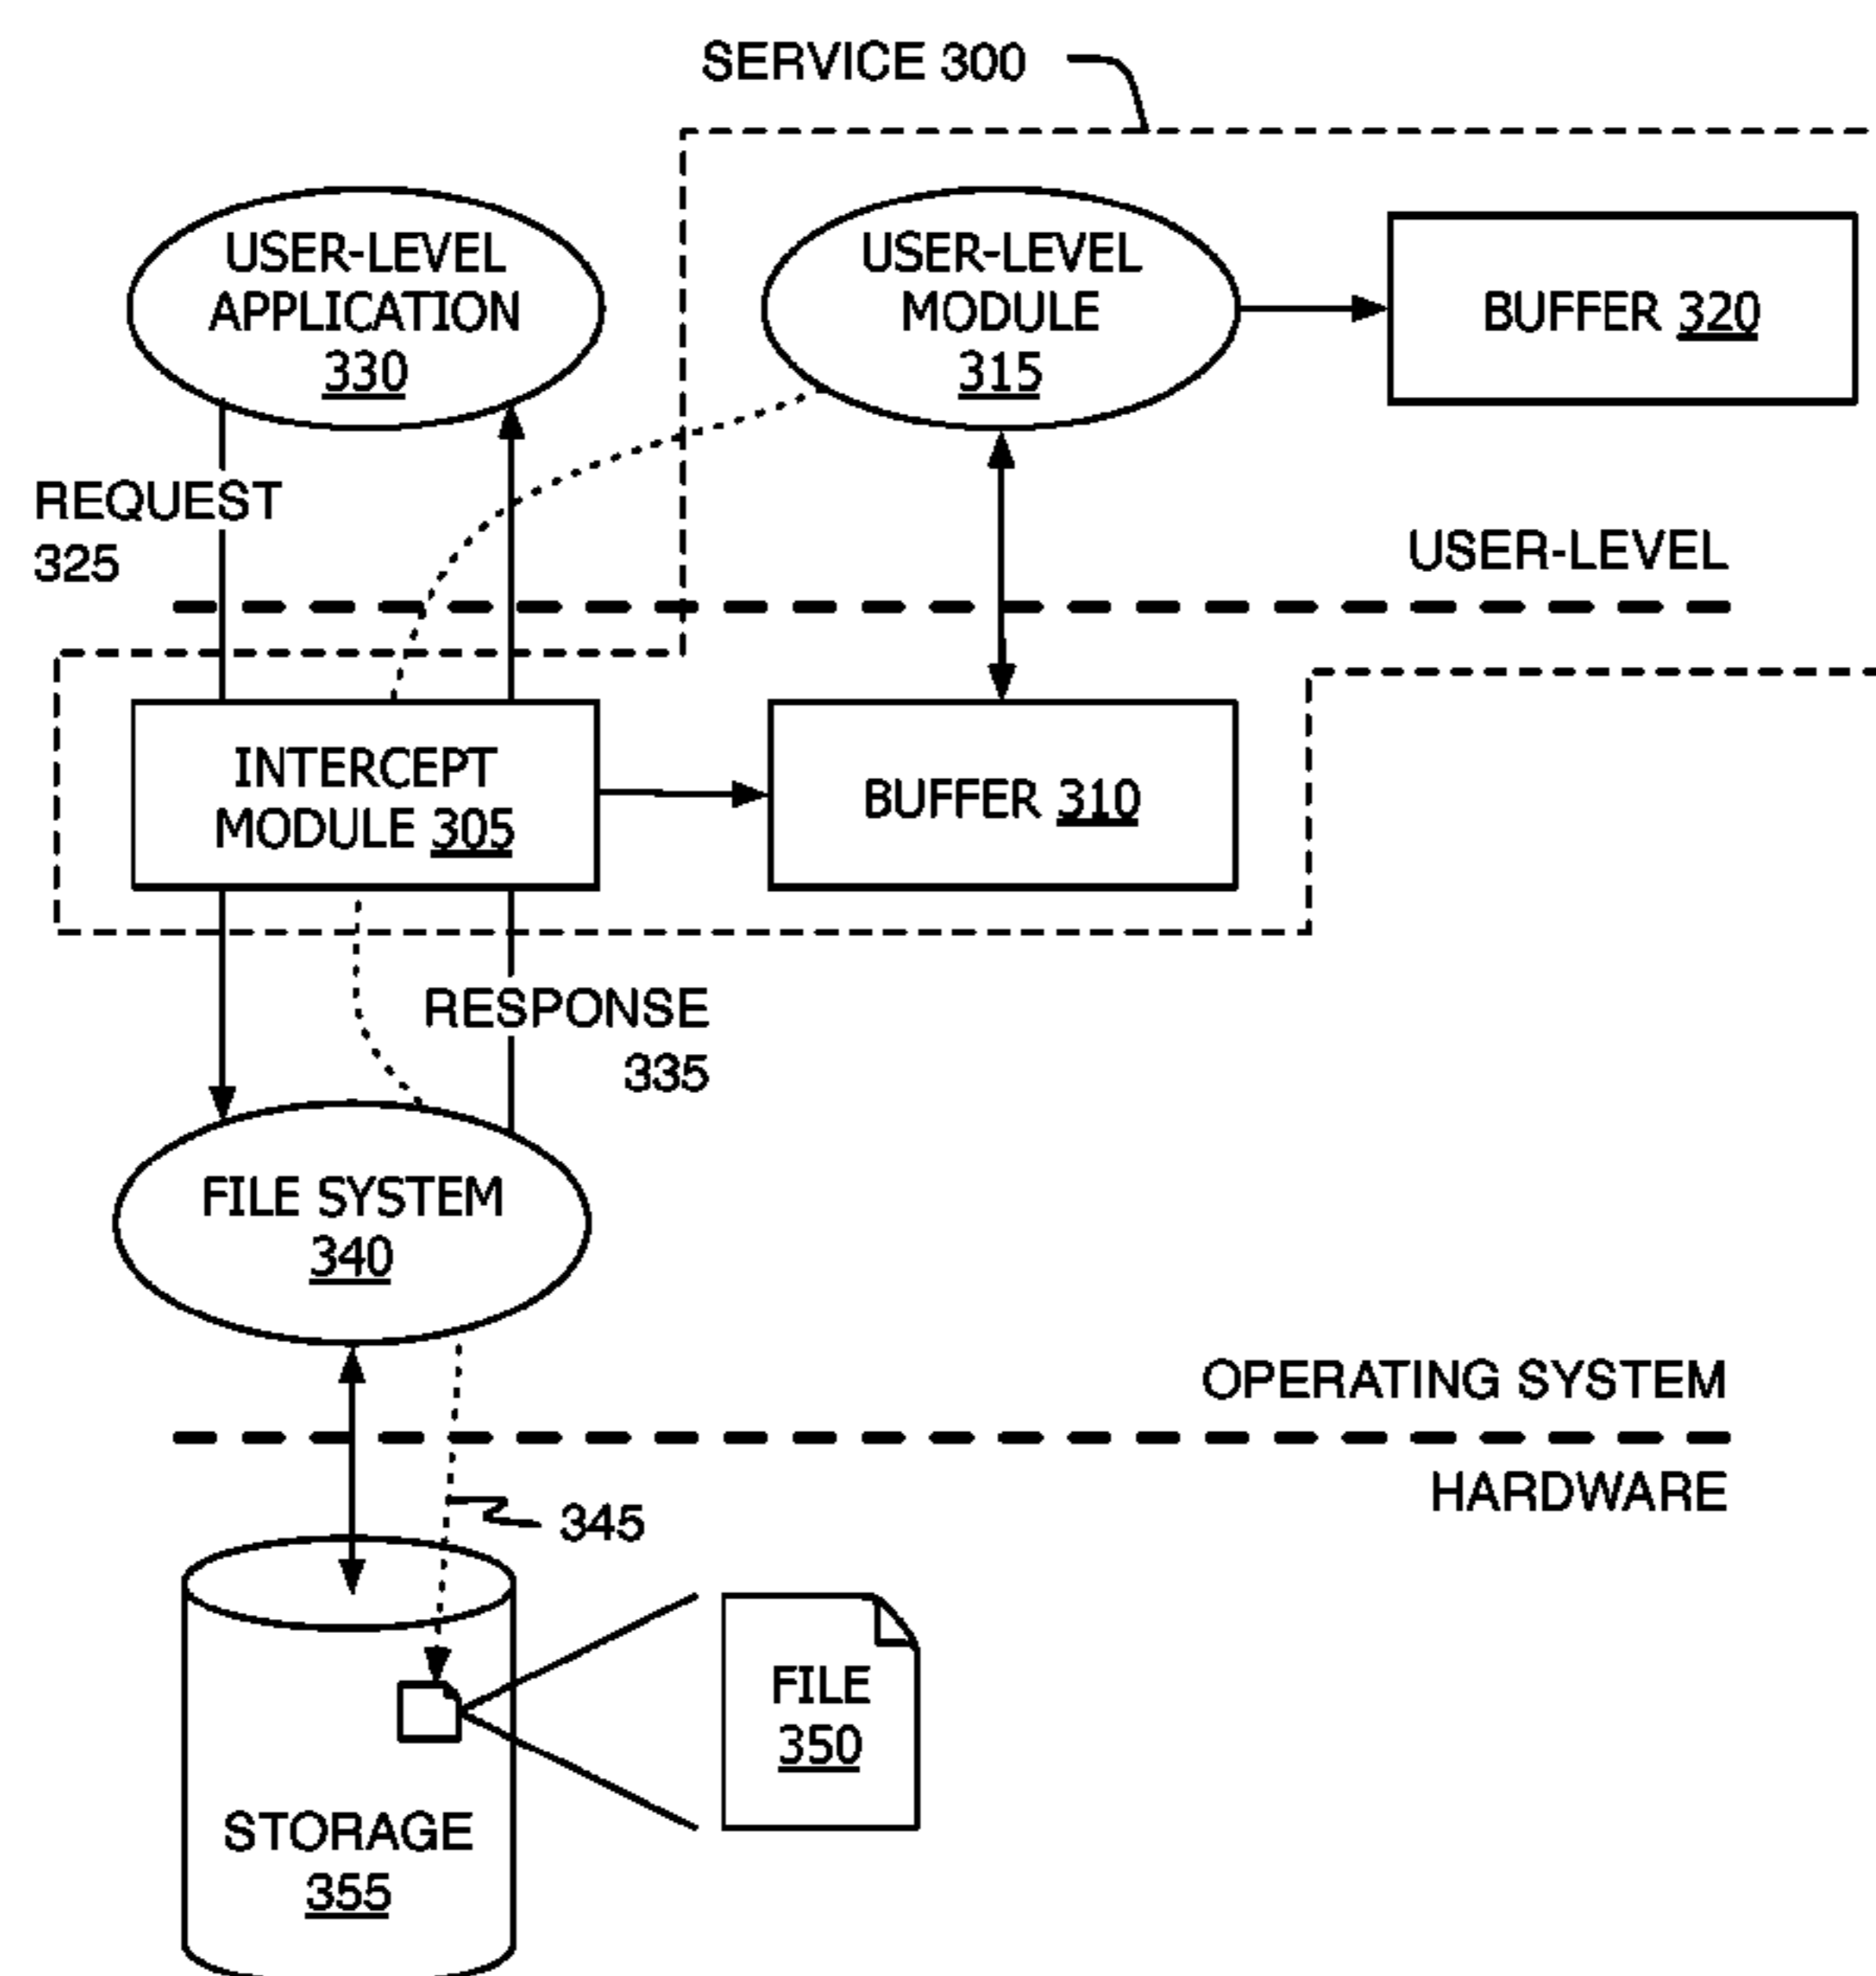 SERVICE 300
USER-LEVEL
APPLICATION
330
USER-LEVEL
MODULE
315
BUFFER 320
REQUEST
325
USER-LEVEL
INTERCEPT
MODULE 305
BUFFER 310
RESPONSE
335
FILE SYSTEM
340
OPERATING SYSTEM
HARDWARE
345
FILE
350
STORAGE
355